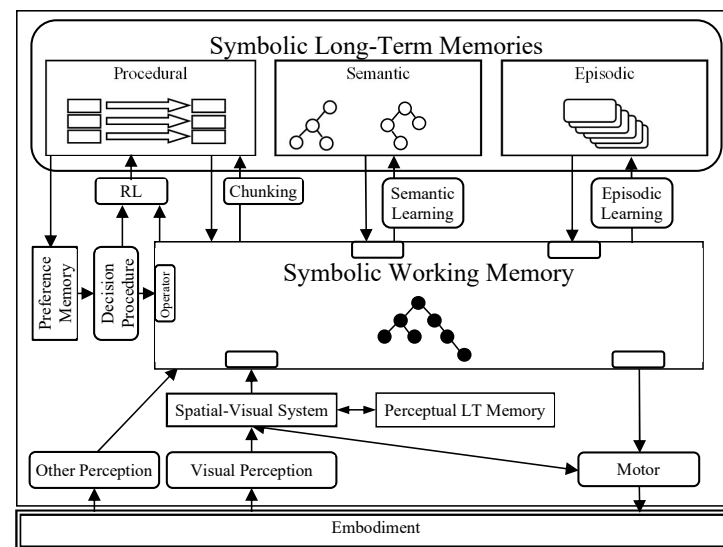 Symbolic Long-Term Memories
Procedural
Semantic
Episodic
RL
Chunking
Semantic
Learning
Episodic
Learning
Preference
Memory
Decision
Procedure
Operator
Symbolic Working Memory
Spatial-Visual System
Perceptual LT Memory
Other Perception
Visual Perception
Motor
Embodiment